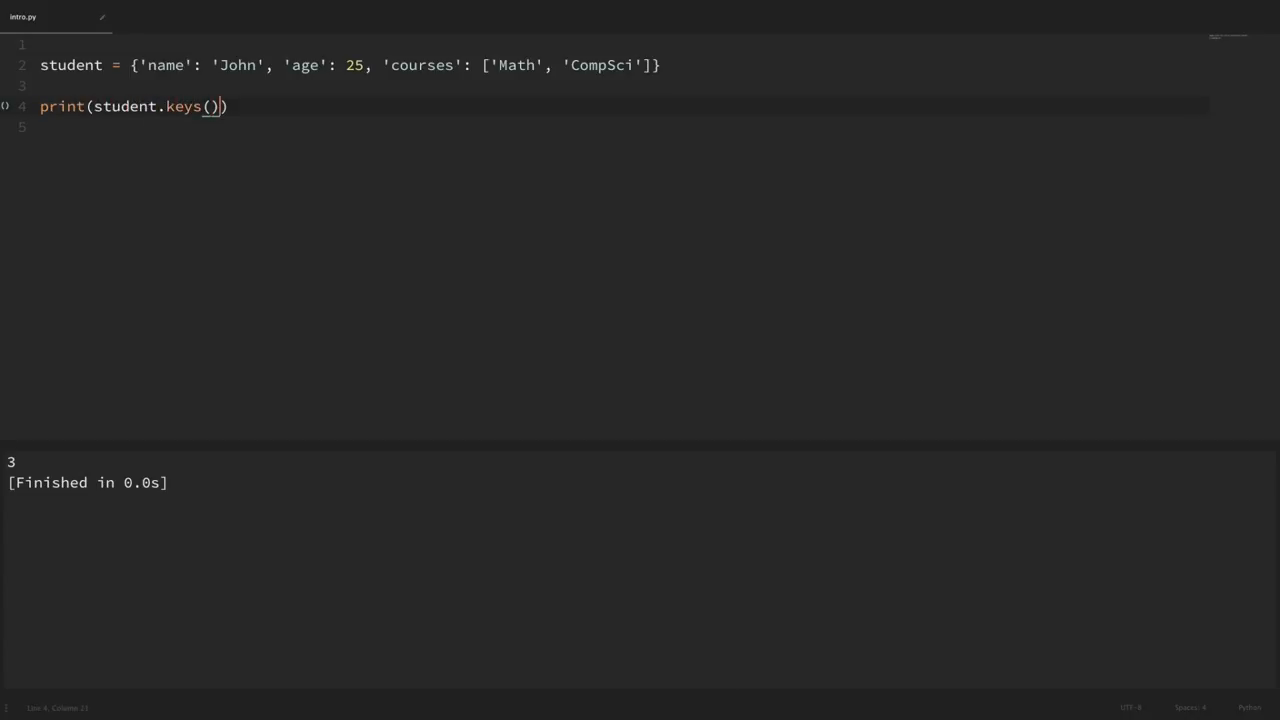 intro.py
1
2 student = {'name': 'John', 'age': 25, 'courses': ['Math', 'CompSci']}
3
() 4 print(student.keys())
5
3
[Finished in 0.0s]
Line 4, Column 21 UTF-8 Spaces: 4 Python